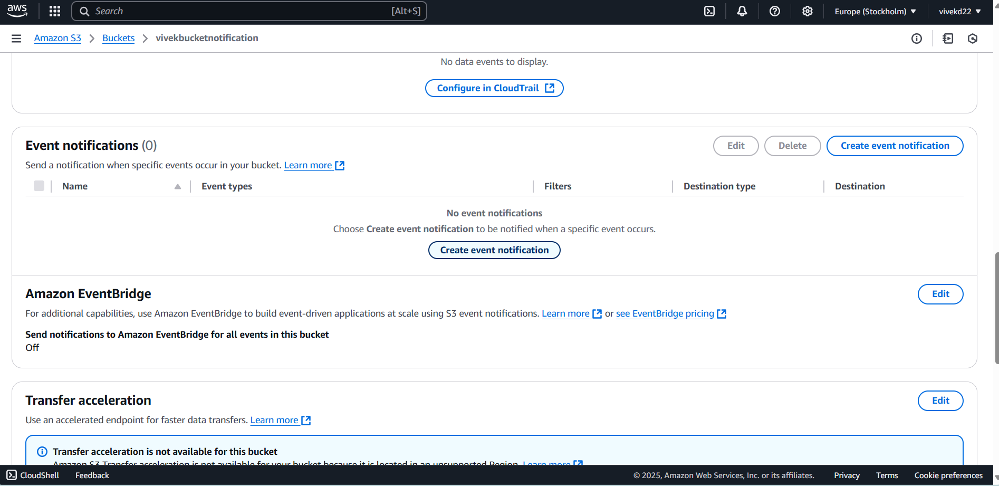 aws
Search [Alt+S]
Europe (Stockholm)
vivekd22
Amazon S3 > Buckets > vivekbucketnotification
No data events to display.
Configure in CloudTrail
Event notifications (0)
Edit
Delete
Create event notification
Send a notification when specific events occur in your bucket. Learn more
Name
Event types
Filters
Destination type
Destination
No event notifications
Choose Create event notification to be notified when a specific event occurs.
Create event notification
Amazon EventBridge
Edit
For additional capabilities, use Amazon EventBridge to build event-driven applications at scale using S3 event notifications. Learn more or see EventBridge pricing
Send notifications to Amazon EventBridge for all events in this bucket
Off
Transfer acceleration
Edit
Use an accelerated endpoint for faster data transfers. Learn more
Transfer acceleration is not available for this bucket
Amazon S3 Transfer acceleration is not available for your bucket because it is located in an unsupported Region. Learn more
CloudShell
Feedback
© 2025, Amazon Web Services, Inc. or its affiliates.
Privacy
Terms
Cookie preferences